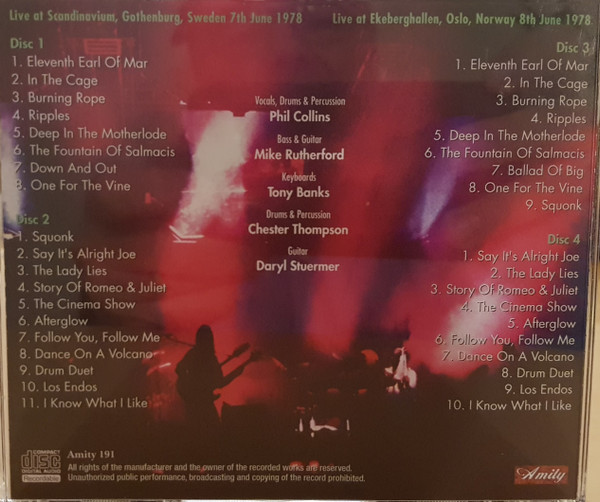 Live at Scandinavium, Gothenburg, Sweden 7th June 1978
Disc 1
1. Eleventh Earl Of Mar
2. In The Cage
3. Burning Rope
4. Ripples
5. Deep In The Motherlode
6. The Fountain Of Salmacis
7. Down And Out
8. One For The Vine
Disc 2
1. Squonk
2. Say It's Alright Joe
3. The Lady Lies
4. Story Of Romeo & Juliet
5. The Cinema Show
6. Afterglow
7. Follow You, Follow Me
8. Dance On A Volcano
9. Drum Duet
10. Los Endos
11. I Know What I Like
Vocals, Drums & Percussion
Phil Collins
Bass & Guitar
Mike Rutherford
Keyboards
Tony Banks
Drums & Percussion
Chester Thompson
Guitar
Daryl Stuermer
Live at Ekeberghallen, Oslo, Norway 8th June 1978
Disc 3
1. Eleventh Earl Of Mar
2. In The Cage
3. Burning Rope
4. Ripples
5. Deep In The Motherlode
6. The Fountain Of Salmacis
7. Ballad Of Big
8. One For The Vine
9. Squonk
Disc 4
1. Say It's Alright Joe
2. The Lady Lies
3. Story Of Romeo & Juliet
4. The Cinema Show
5. Afterglow
6. Follow You, Follow Me
7. Dance On A Volcano
8. Drum Duet
9. Los Endos
10. I Know What I Like
COMPACT
disc
DIGITAL AUDIO
Recordable
Amity 191
All rights of the manufacturer and the owner of the recorded works are reserved.
Unauthorized public performance, broadcasting and copying of the record prohibited.
Amity